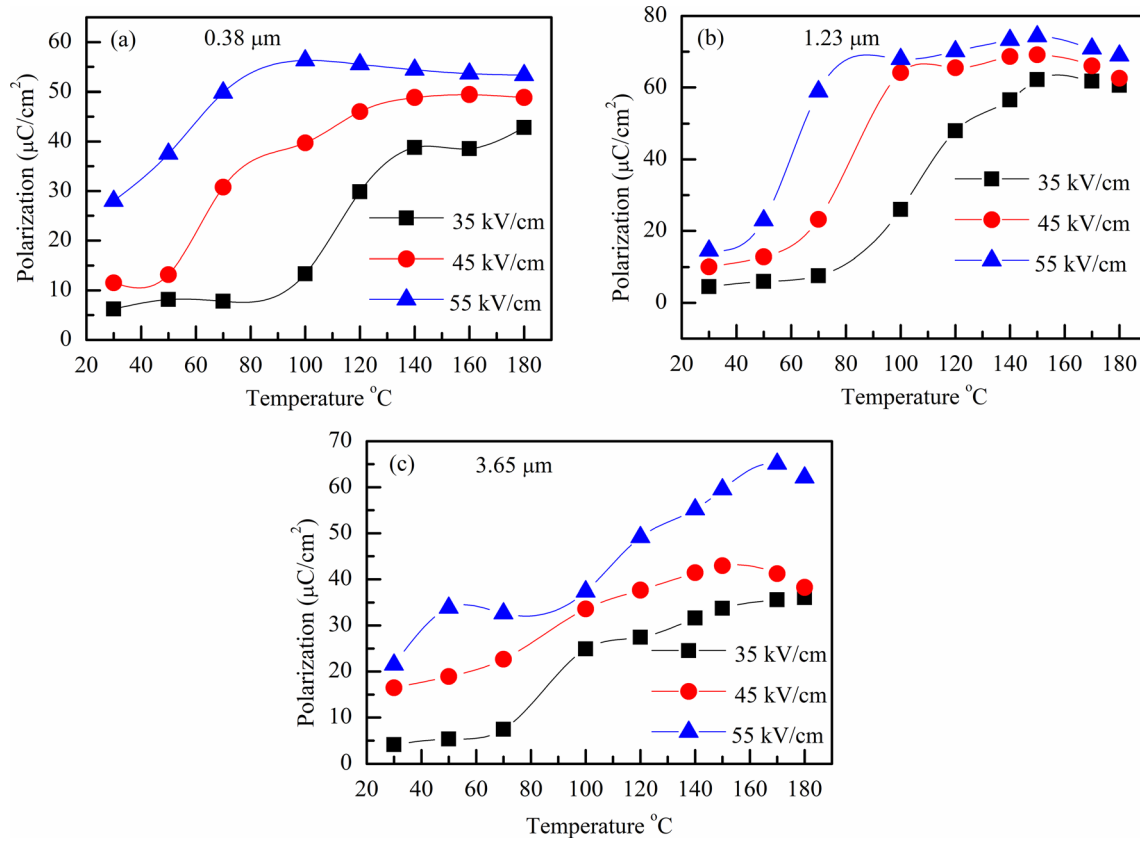 (a) 0.38 μm
Polarization (μC/cm²)
60
50
40
30
20
10
0
35 kV/cm
45 kV/cm
55 kV/cm
20 40 60 80 100 120 140 160 180
Temperature °C
(b) 1.23 μm
Polarization (μC/cm²)
80
60
40
20
0
35 kV/cm
45 kV/cm
55 kV/cm
20 40 60 80 100 120 140 160 180
Temperature °C
(c) 3.65 μm
Polarization (μC/cm²)
70
60
50
40
30
20
10
0
35 kV/cm
45 kV/cm
55 kV/cm
20 40 60 80 100 120 140 160 180
Temperature °C